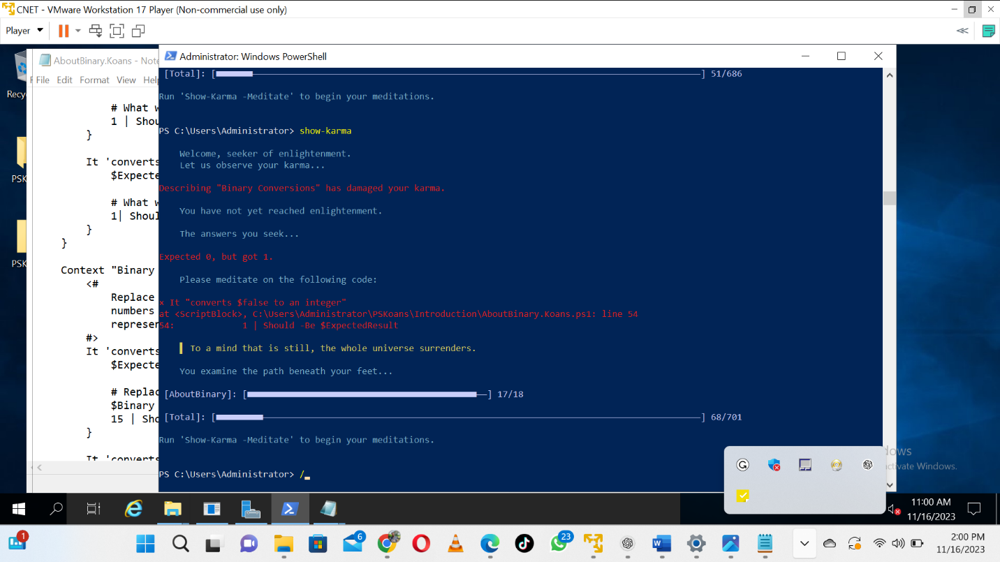 CNET - VMware Workstation 17 Player (Non-commercial use only)
Player
AboutBinary.Koans - Note
File Edit Format View Help
# What w
1 | Shou
}
It 'converts
$Expecte
# What w
1| Shoul
}
}
Context "Binary
<#
Replace
numbers
represen
#>
It 'converts
$Expecte
# Replac
$Binary
15 | Sho
}
It 'converts
Recyc
PSK
PSK
Administrator: Windows PowerShell
[Total]: [ ] 51/686
Run 'Show-Karma -Meditate' to begin your meditations.
PS C:\Users\Administrator> show-karma
Welcome, seeker of enlightenment.
Let us observe your karma...
Describing "Binary Conversions" has damaged your karma.
You have not yet reached enlightenment.
The answers you seek...
Expected 0, but got 1.
Please meditate on the following code:
× It "converts $false to an integer"
at <ScriptBlock>, C:\Users\Administrator\PSKoans\Introduction\AboutBinary.Koans.ps1: line 54
54: 1 | Should -Be $ExpectedResult
To a mind that is still, the whole universe surrenders.
You examine the path beneath your feet...
[AboutBinary]: [ ] 17/18
[Total]: [ ] 68/701
Run 'Show-Karma -Meditate' to begin your meditations.
PS C:\Users\Administrator> /_
dows
ctivate Windows.
11:00 AM
11/16/2023
1
6
23
2:00 PM
11/16/2023